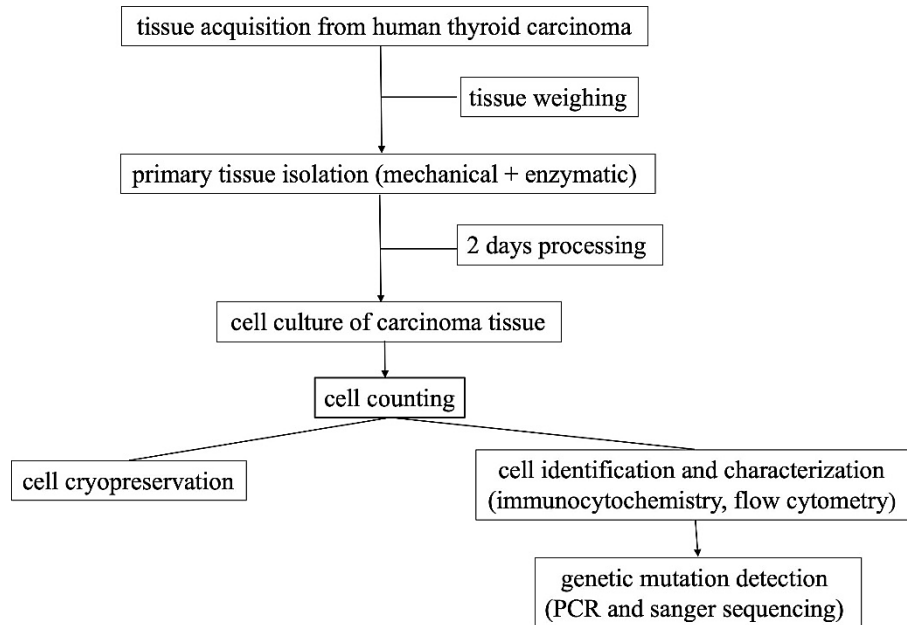 tissue acquisition from human thyroid carcinoma
tissue weighing
primary tissue isolation (mechanical + enzymatic)
2 days processing
cell culture of carcinoma tissue
cell counting
cell cryopreservation
cell identification and characterization
(immunocytochemistry, flow cytometry)
genetic mutation detection
(PCR and sanger sequencing)